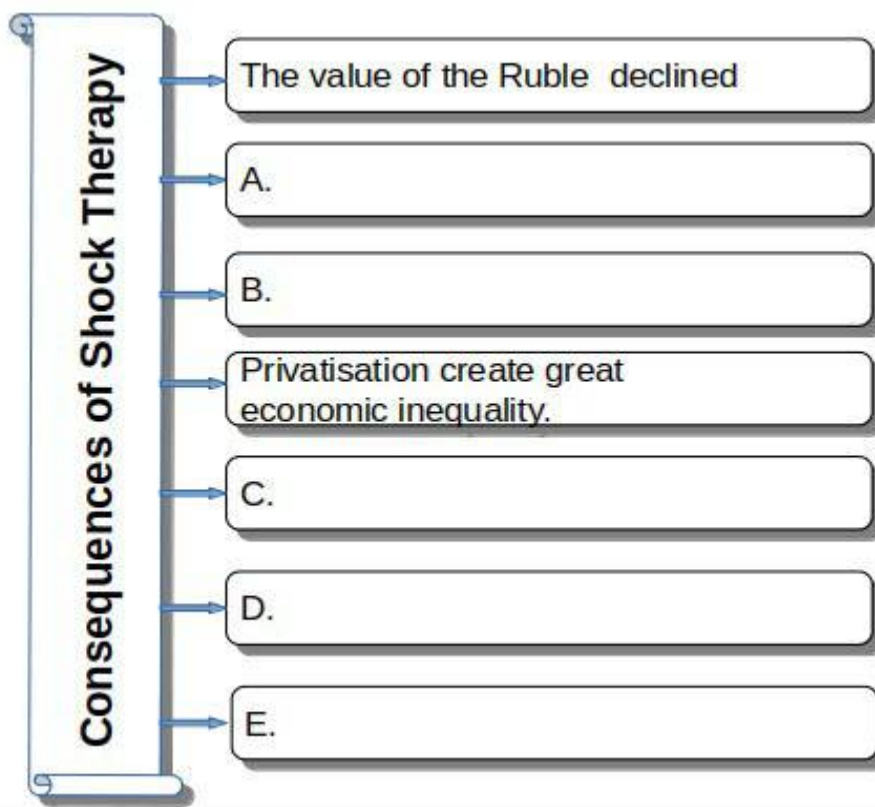 Consequences of Shock Therapy
The value of the Ruble declined
A.
B.
Privatisation create great
economic inequality.
C.
D.
E.